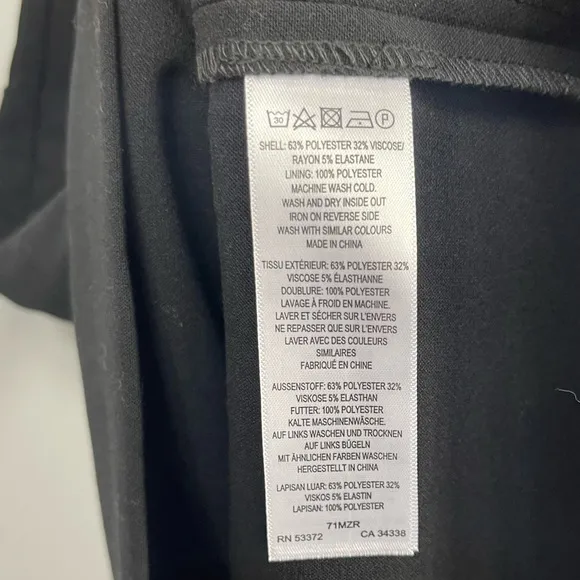 30 P
SHELL: 63% POLYESTER 32% VISCOSE/
RAYON 5% ELASTANE
LINING: 100% POLYESTER
MACHINE WASH COLD.
WASH AND DRY INSIDE OUT
IRON ON REVERSE SIDE
WASH WITH SIMILAR COLOURS
MADE IN CHINA
TISSU EXTÉRIEUR: 63% POLYESTER 32%
VISCOSE 5% ÉLASTHANNE
DOUBLURE: 100% POLYESTER
LAVAGE À FROID EN MACHINE.
LAVER ET SÉCHER SUR L'ENVERS
NE REPASSER QUE SUR L'ENVERS
LAVER AVEC DES COULEURS
SIMILAIRES
FABRIQUÉ EN CHINE
AUSSENSTOFF: 63% POLYESTER 32%
VISKOSE 5% ELASTHAN
FUTTER: 100% POLYESTER
KALTE MASCHINENWÄSCHE.
AUF LINKS WASCHEN UND TROCKNEN
AUF LINKS BÜGELN
MIT ÄHNLICHEN FARBEN WASCHEN
HERGESTELLT IN CHINA
LAPISAN LUAR: 63% POLYESTER 32%
VISKOS 5% ELASTIN
LAPISAN: 100% POLYESTER
71MZR
RN 53372 CA 34338